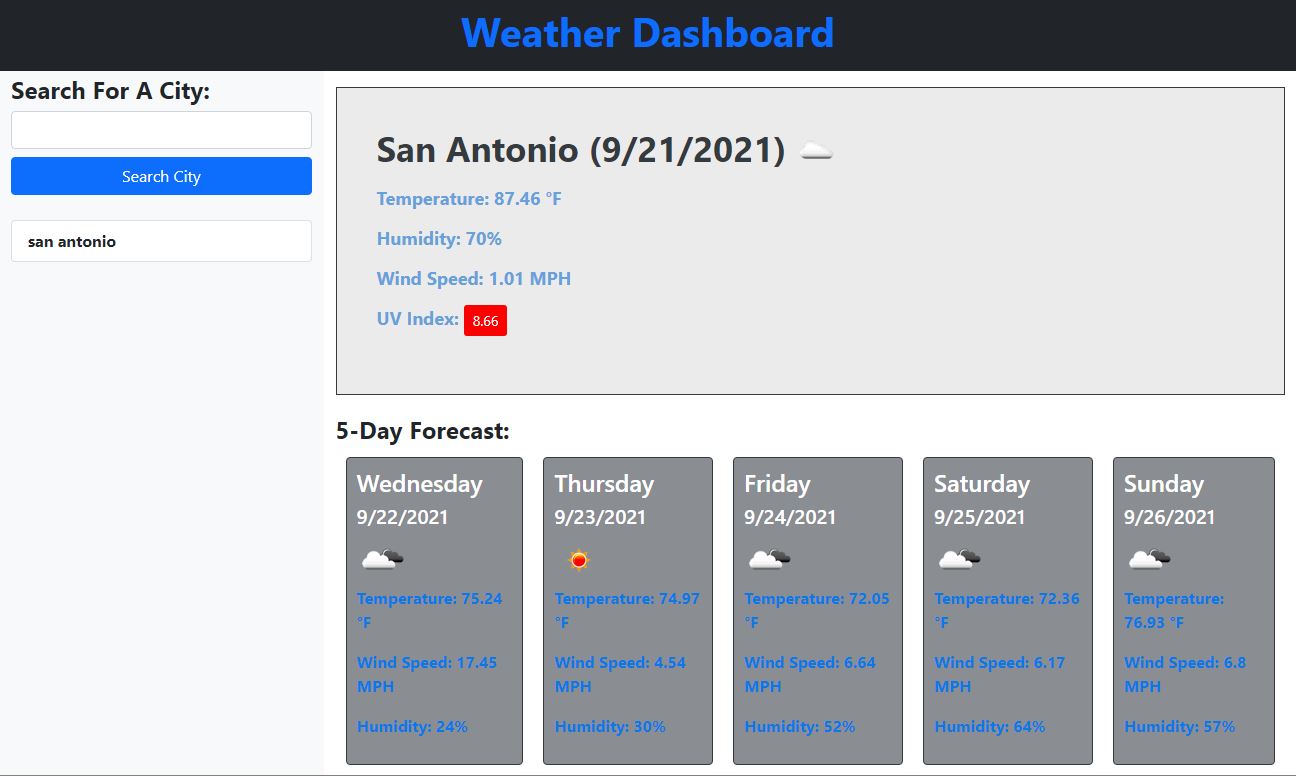 Weather Dashboard
Search For A City:
Search City
san antonio
San Antonio (9/21/2021)
Temperature: 87.46 °F
Humidity: 70%
Wind Speed: 1.01 MPH
UV Index: 8.66
5-Day Forecast:
Wednesday
9/22/2021
Temperature: 75.24
°F
Wind Speed: 17.45
MPH
Humidity: 24%
Thursday
9/23/2021
Temperature: 74.97
°F
Wind Speed: 4.54
MPH
Humidity: 30%
Friday
9/24/2021
Temperature: 72.05
°F
Wind Speed: 6.64
MPH
Humidity: 52%
Saturday
9/25/2021
Temperature: 72.36
°F
Wind Speed: 6.17
MPH
Humidity: 64%
Sunday
9/26/2021
Temperature:
76.93 °F
Wind Speed: 6.8
MPH
Humidity: 57%